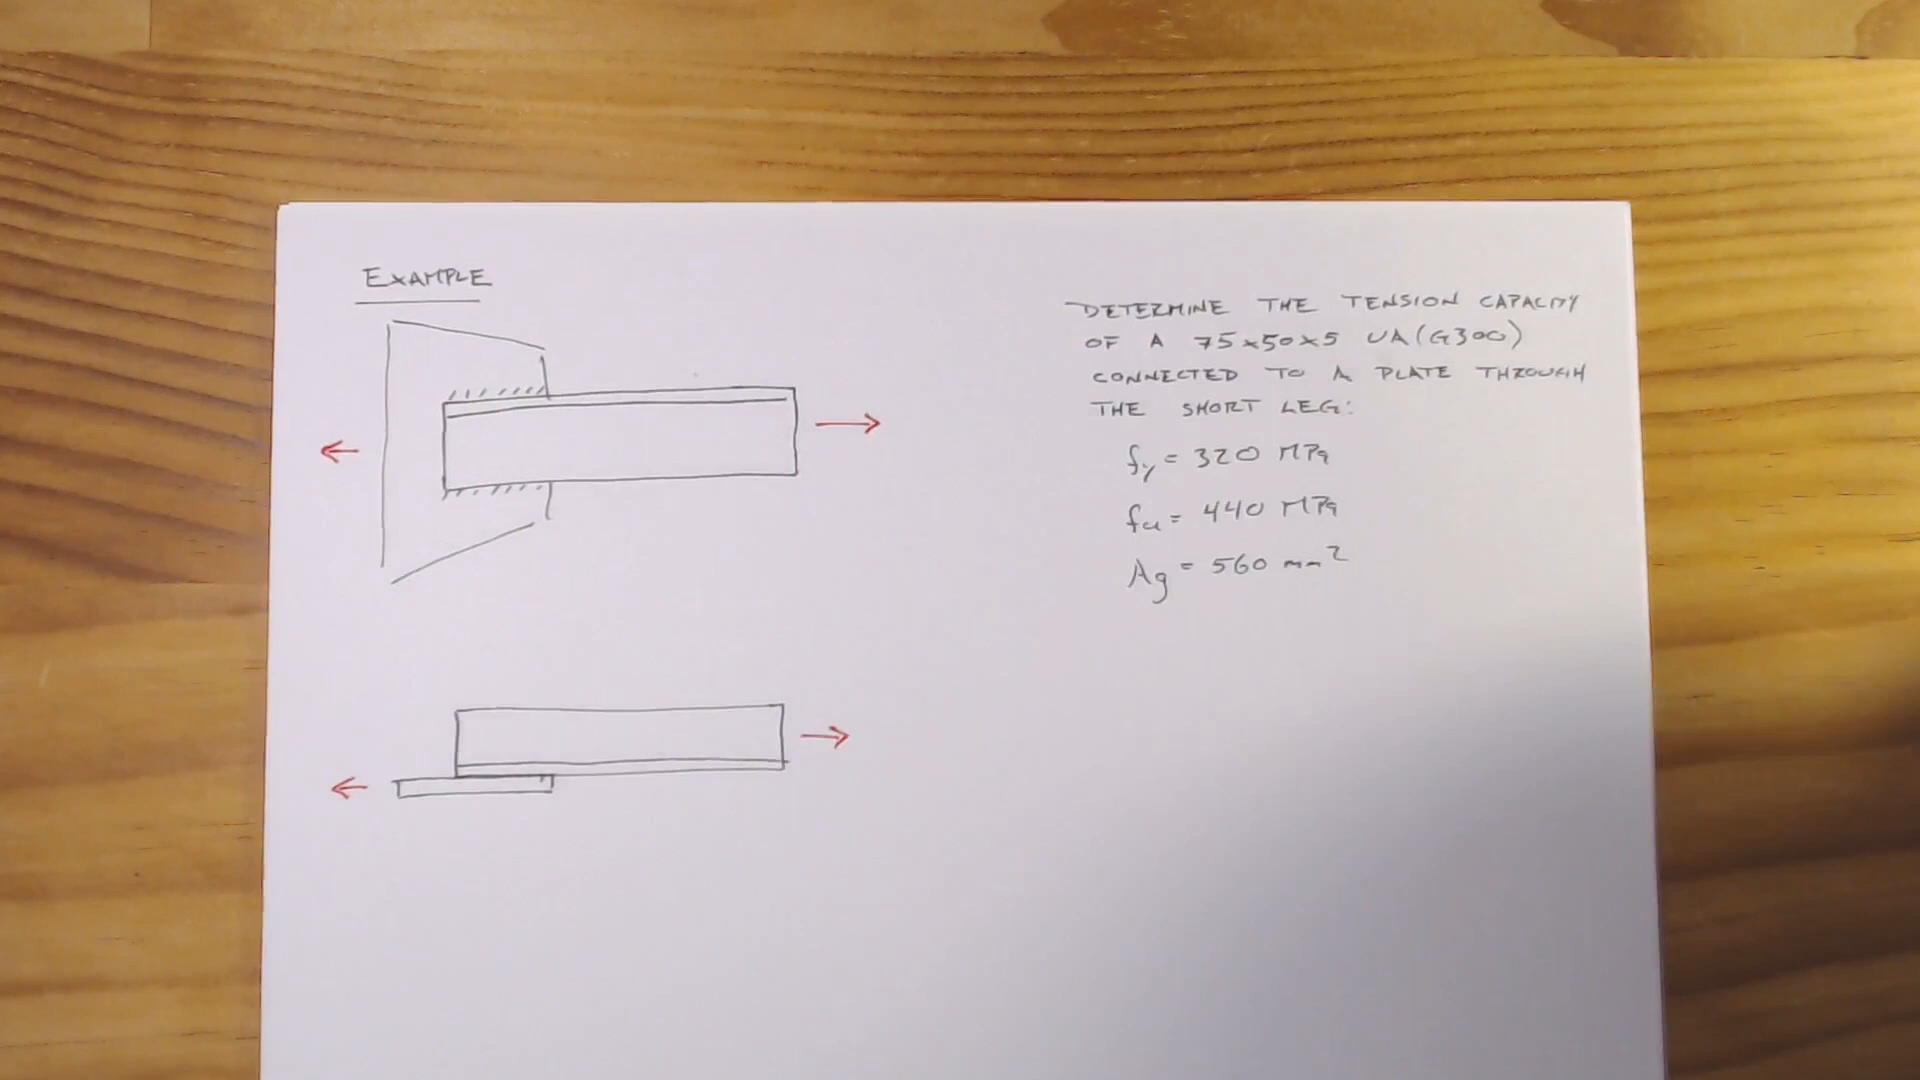 EXAMPLE
DETERMINE THE TENSION CAPACITY
OF A 75x50x5 UA (G300)
CONNECTED TO A PLATE THROUGH
THE SHORT LEG:
fy = 320 MPa
fu = 440 MPa
Ag = 560 mm²